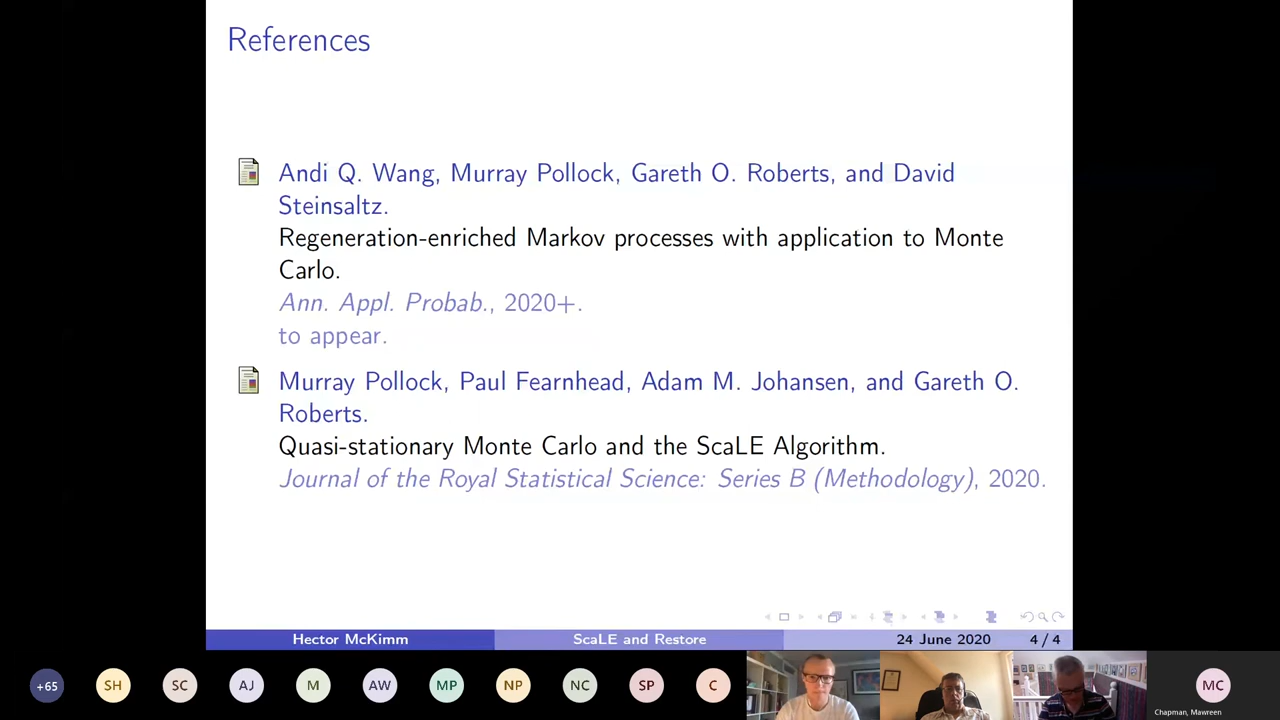 References
Andi Q. Wang, Murray Pollock, Gareth O. Roberts, and David
Steinsaltz.
Regeneration-enriched Markov processes with application to Monte
Carlo.
Ann. Appl. Probab., 2020+.
to appear.
Murray Pollock, Paul Fearnhead, Adam M. Johansen, and Gareth O.
Roberts.
Quasi-stationary Monte Carlo and the ScaLE Algorithm.
Journal of the Royal Statistical Science: Series B (Methodology), 2020.
Hector McKimm ScaLE and Restore 24 June 2020 4 / 4
+65 SH SC AJ M AW MP NP NC SP C MC
Chapman, Mawreen